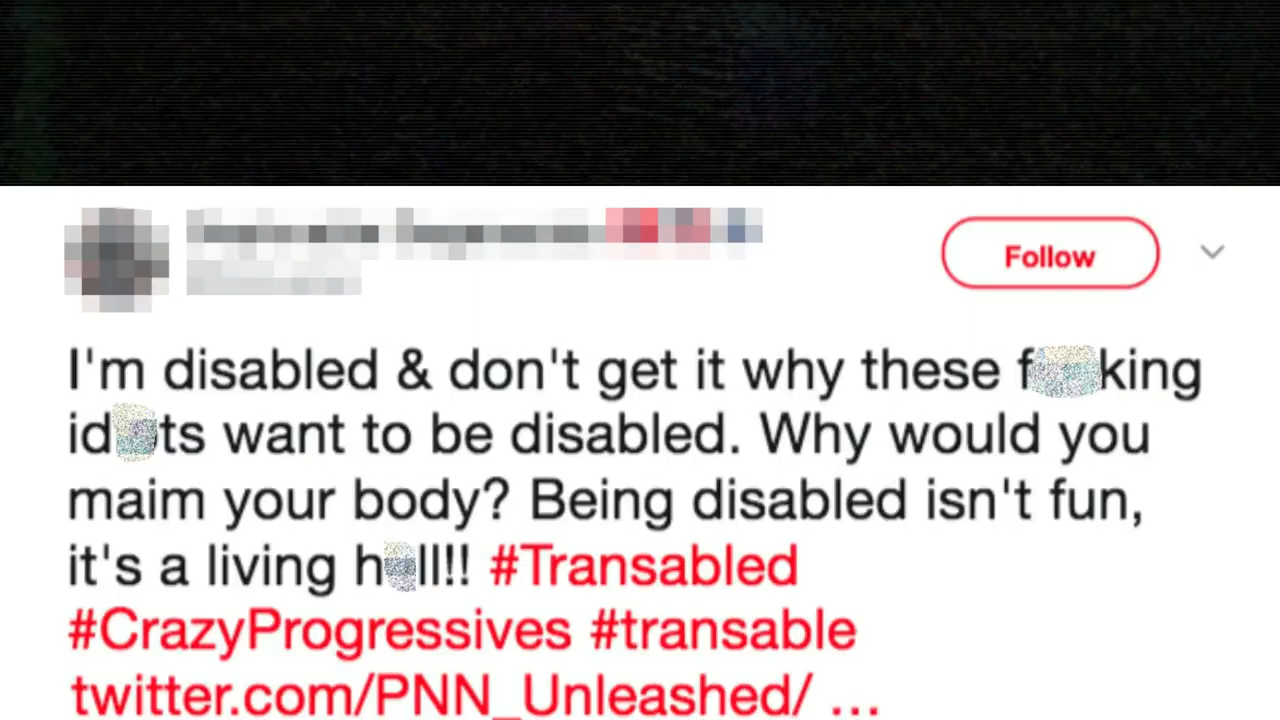 Follow
I'm disabled & don't get it why these f king
id ts want to be disabled. Why would you
maim your body? Being disabled isn't fun,
it's a living h ll!! #Transabled
#CrazyProgressives #transable
twitter.com/PNN_Unleashed/ ...